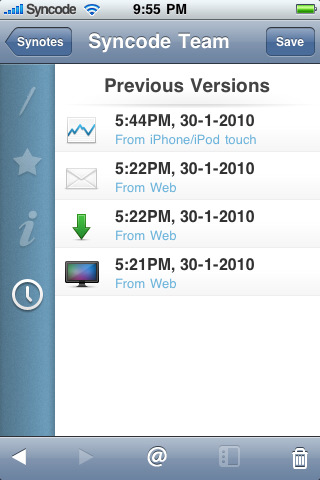 Syncode 9:55 PM
Synotes Syncode Team Save
Previous Versions
5:44PM, 30-1-2010
From iPhone/iPod touch
5:22PM, 30-1-2010
From Web
5:22PM, 30-1-2010
From Web
5:21PM, 30-1-2010
From Web
@